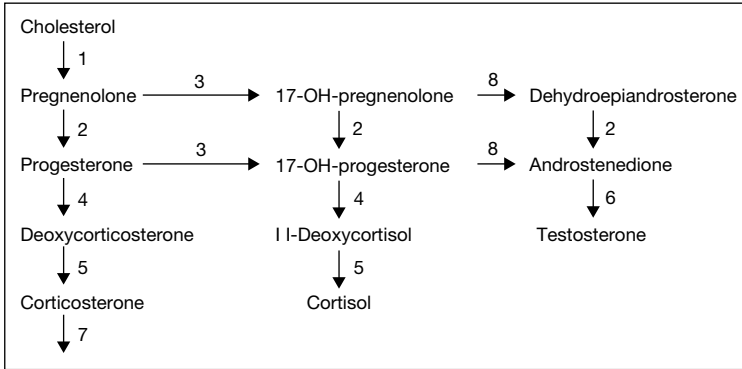 Cholesterol
1
3 8
Pregnenolone 17-OH-pregnenolone Dehydroepiandrosterone
2 2 2
3 8
Progesterone 17-OH-progesterone Androstenedione
4 4 6
Deoxycorticosterone I I-Deoxycortisol Testosterone
5 5
Corticosterone Cortisol
7